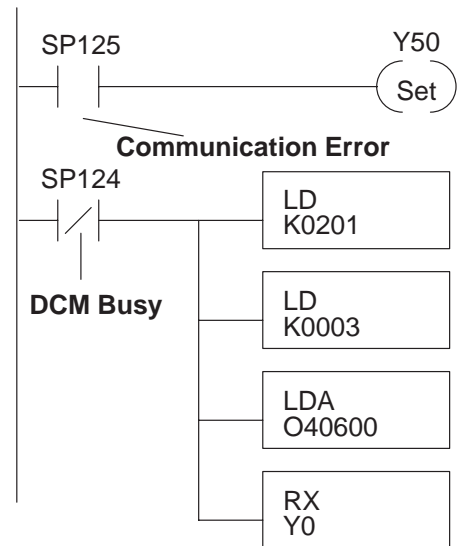 SP125
Y50
Set
Communication Error
SP124
DCM Busy
LD
K0201
LD
K0003
LDA
O40600
RX
Y0